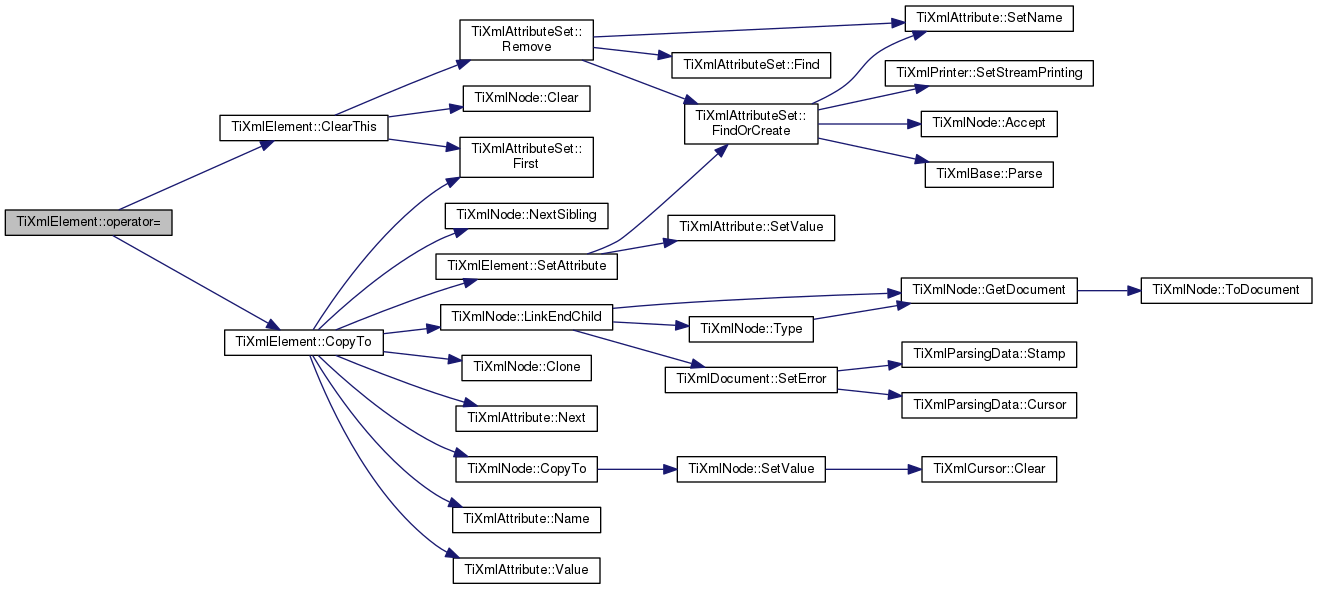 TiXmlElement::operator=
TiXmlElement::ClearThis
TiXmlElement::CopyTo
TiXmlAttributeSet::
Remove
TiXmlNode::Clear
TiXmlAttributeSet::
First
TiXmlNode::NextSibling
TiXmlElement::SetAttribute
TiXmlNode::LinkEndChild
TiXmlNode::Clone
TiXmlAttribute::Next
TiXmlNode::CopyTo
TiXmlAttribute::Name
TiXmlAttribute::Value
TiXmlAttributeSet::Find
TiXmlAttributeSet::
FindOrCreate
TiXmlAttribute::SetValue
TiXmlNode::Type
TiXmlDocument::SetError
TiXmlNode::SetValue
TiXmlAttribute::SetName
TiXmlPrinter::SetStreamPrinting
TiXmlNode::Accept
TiXmlBase::Parse
TiXmlNode::GetDocument
TiXmlParsingData::Stamp
TiXmlParsingData::Cursor
TiXmlCursor::Clear
TiXmlNode::ToDocument